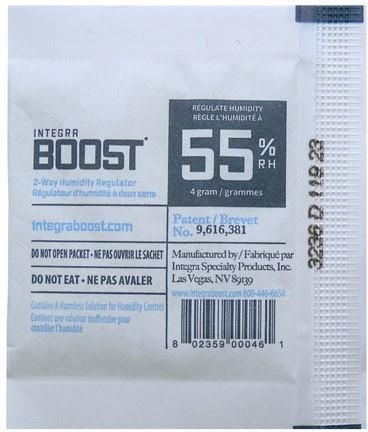 INTEGRA
BOOST
2-Way Humidity Regulator
Régulateur d'humidité à deux sens
REGULATE HUMIDITY
RÈGLE L'HUMIDITÉ À
55% RH
4 gram / grammes
integraboost.com
Patent / Brevet
No. 9,616,381
DO NOT OPEN PACKET • NE PAS OUVRIR LE SACHET
DO NOT EAT • NE PAS AVALER
Manufactured by / Fabriqué par
Integra Specialty Products, Inc.
Las Vegas, NV 89139
www.integraboost.com 800-446-6650
Contains A Harmless Solution for Humidity Control
Contient une solution inoffensive pour
contrôler l'humidité
8 02359 00046 1
3236 D 119 23